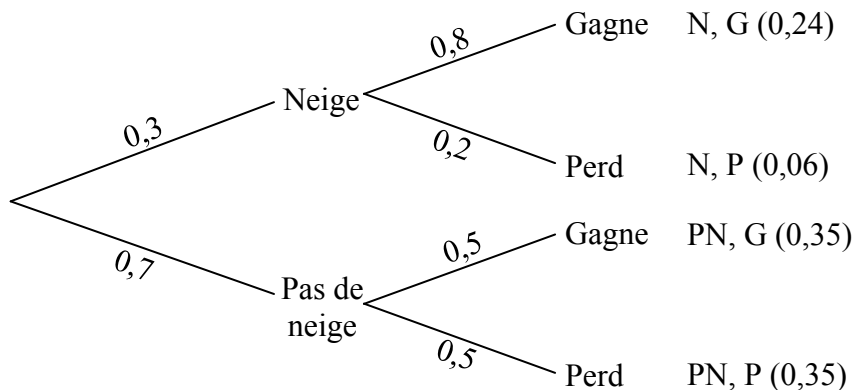 Gagne N, G (0,24)
0,8
Neige
0,3
0,2
Perd N, P (0,06)
Gagne PN, G (0,35)
0,5
0,7
Pas de
neige
0,5
Perd PN, P (0,35)